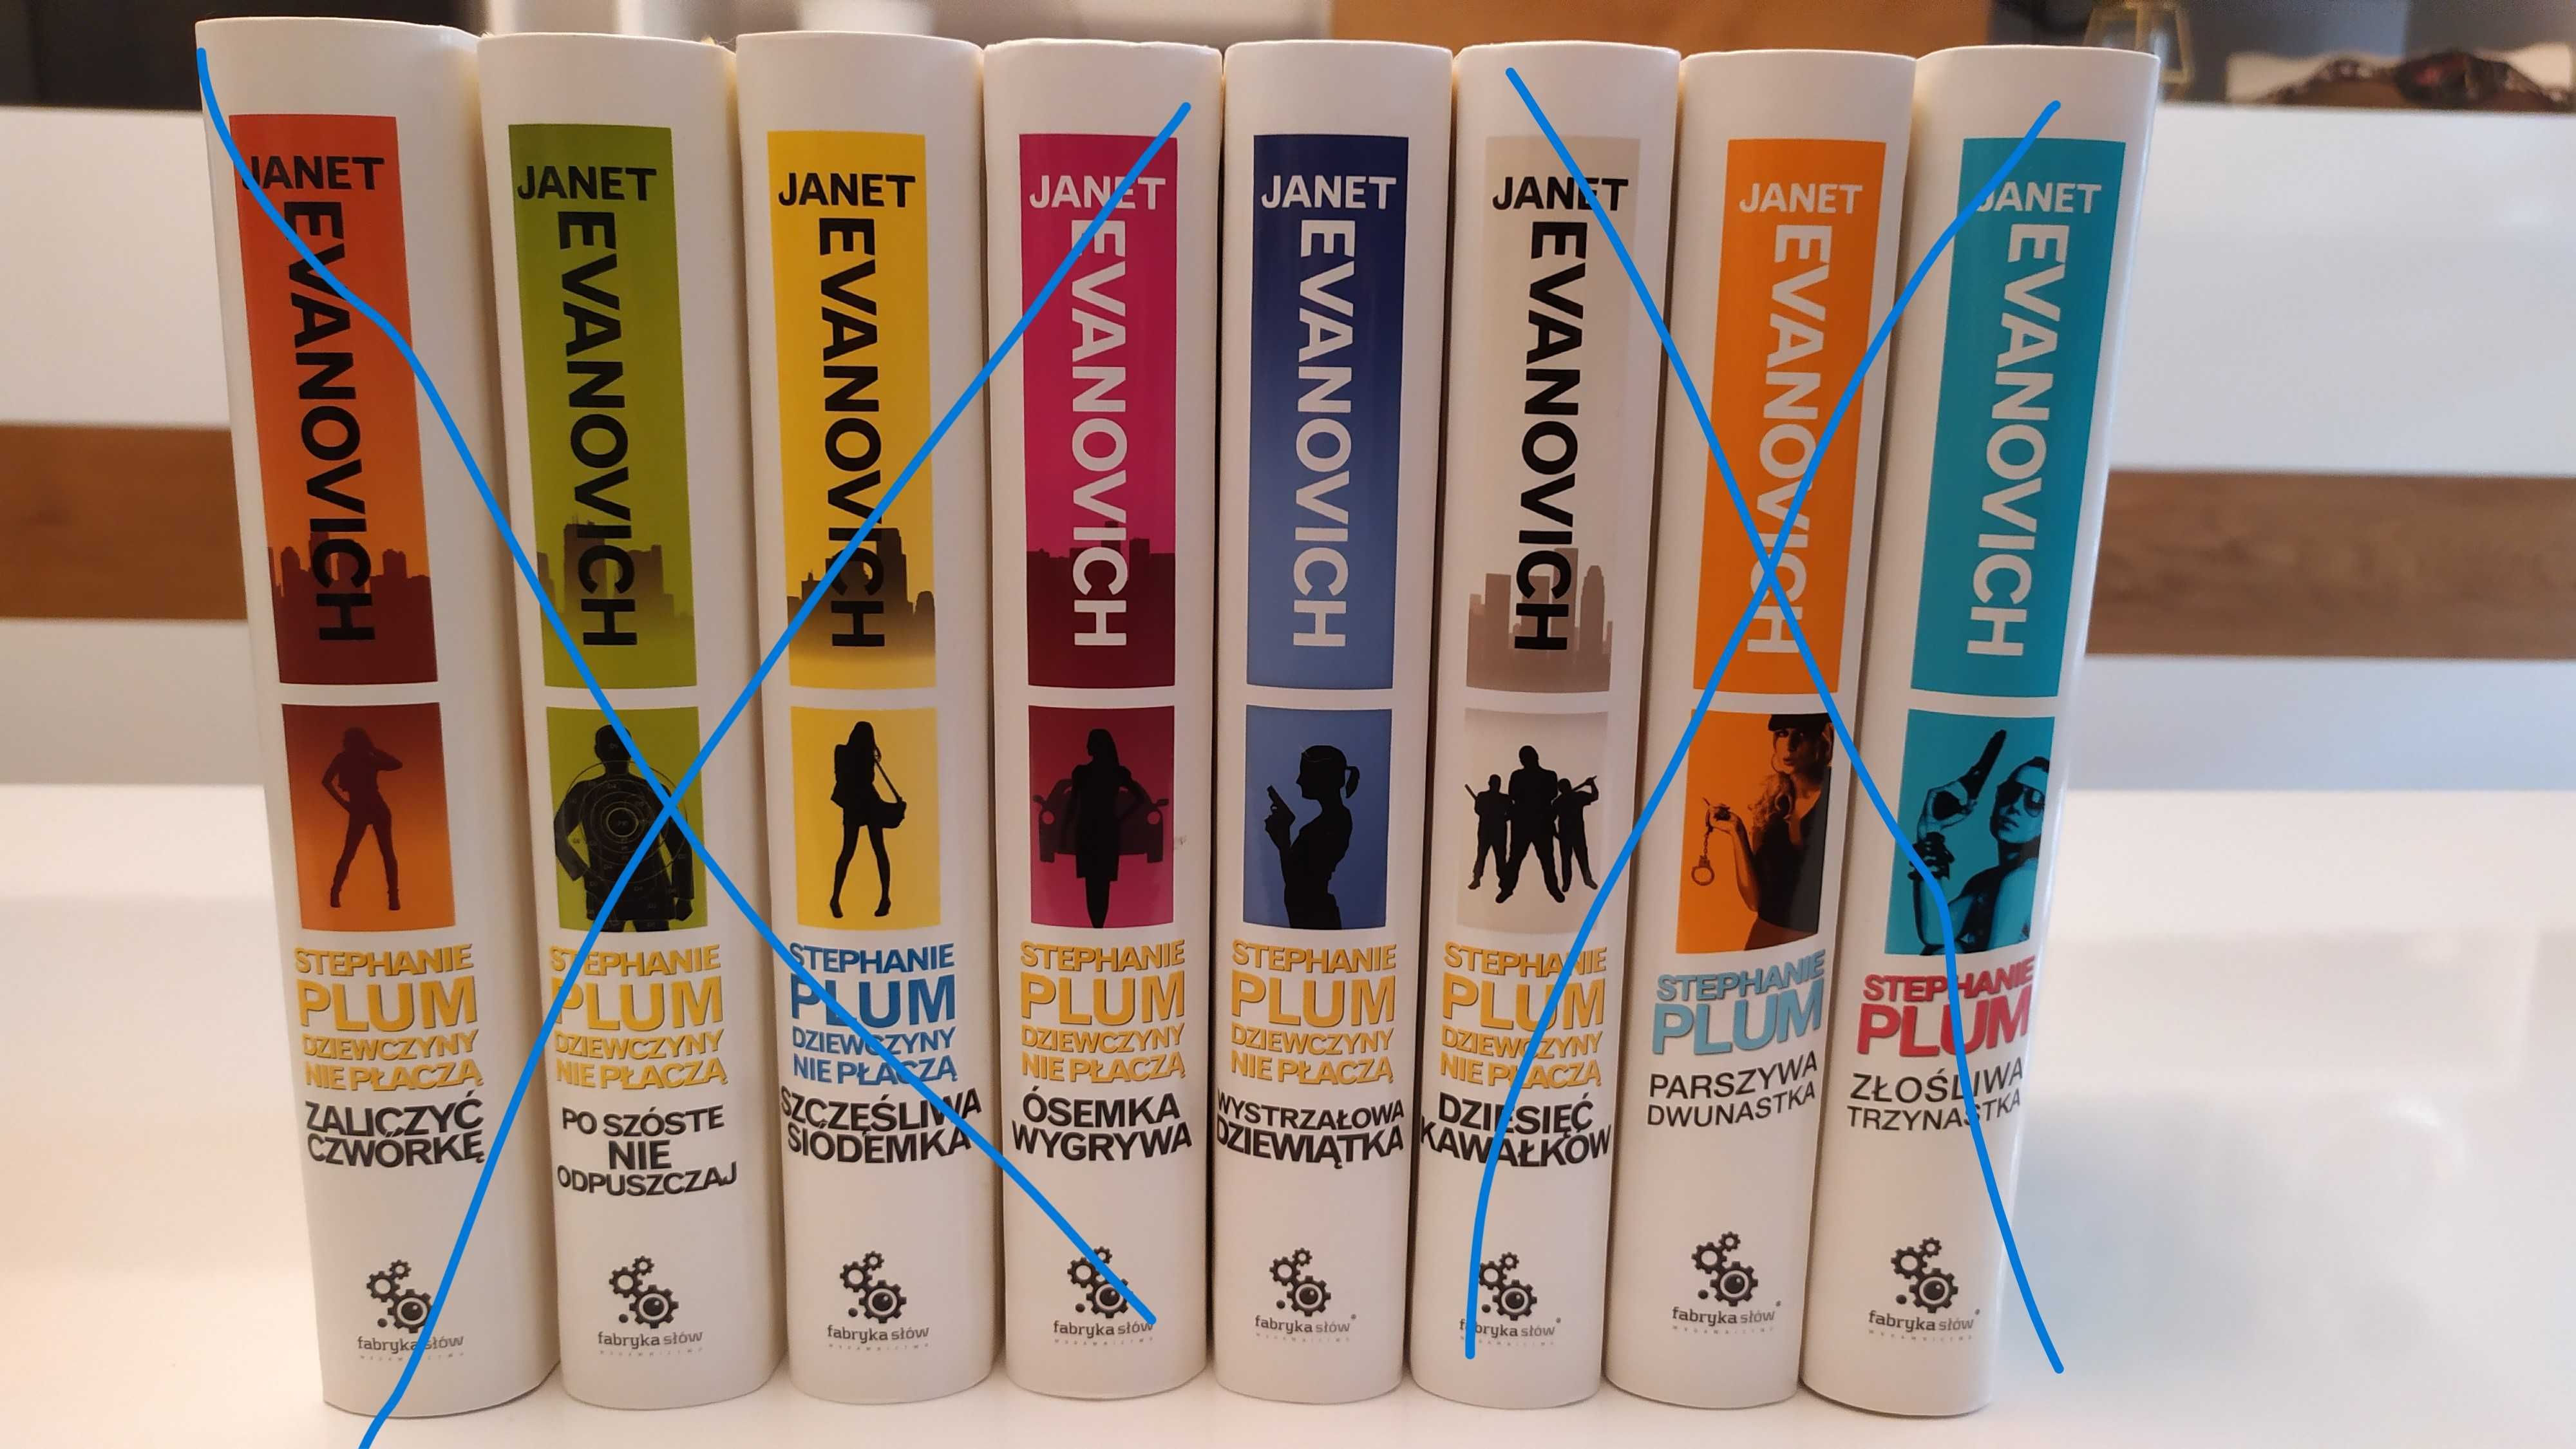 JANET
EVANOVICH
STEPHANIE
PLUM
DZIEWCZYNY
NIE PŁACZĄ
ZALICZYĆ
CZWÓRKĘ
fabryka słów
JANET
EVANOVICH
STEPHANIE
PLUM
DZIEWCZYNY
NIE PŁACZĄ
PO SZÓSTE
NIE
ODPUSZCZAJ
fabryka słów
JANET
EVANOVICH
STEPHANIE
PLUM
DZIEWCZYNY
NIE PŁACZĄ
SZCZĘŚLIWA
SIÓDEMKA
fabryka słów
JANET
EVANOVICH
STEPHANIE
PLUM
DZIEWCZYNY
NIE PŁACZĄ
ÓSEMKA
WYGRYWA
fabryka słów
JANET
EVANOVICH
STEPHANIE
PLUM
DZIEWCZYNY
NIE PŁACZĄ
WYSTRZAŁOWA
DZIEWIĄTKA
fabryka słów
JANET
EVANOVICH
STEPHANIE
PLUM
DZIEWCZYNY
NIE PŁACZĄ
DZIESIĘĆ
KAWAŁKÓW
fabryka słów
JANET
EVANOVICH
STEPHANIE
PLUM
PARSZYWA
DWUNASTKA
fabryka słów
JANET
EVANOVICH
STEPHANIE
PLUM
ZŁOŚLIWA
TRZYNASTKA
fabryka słów